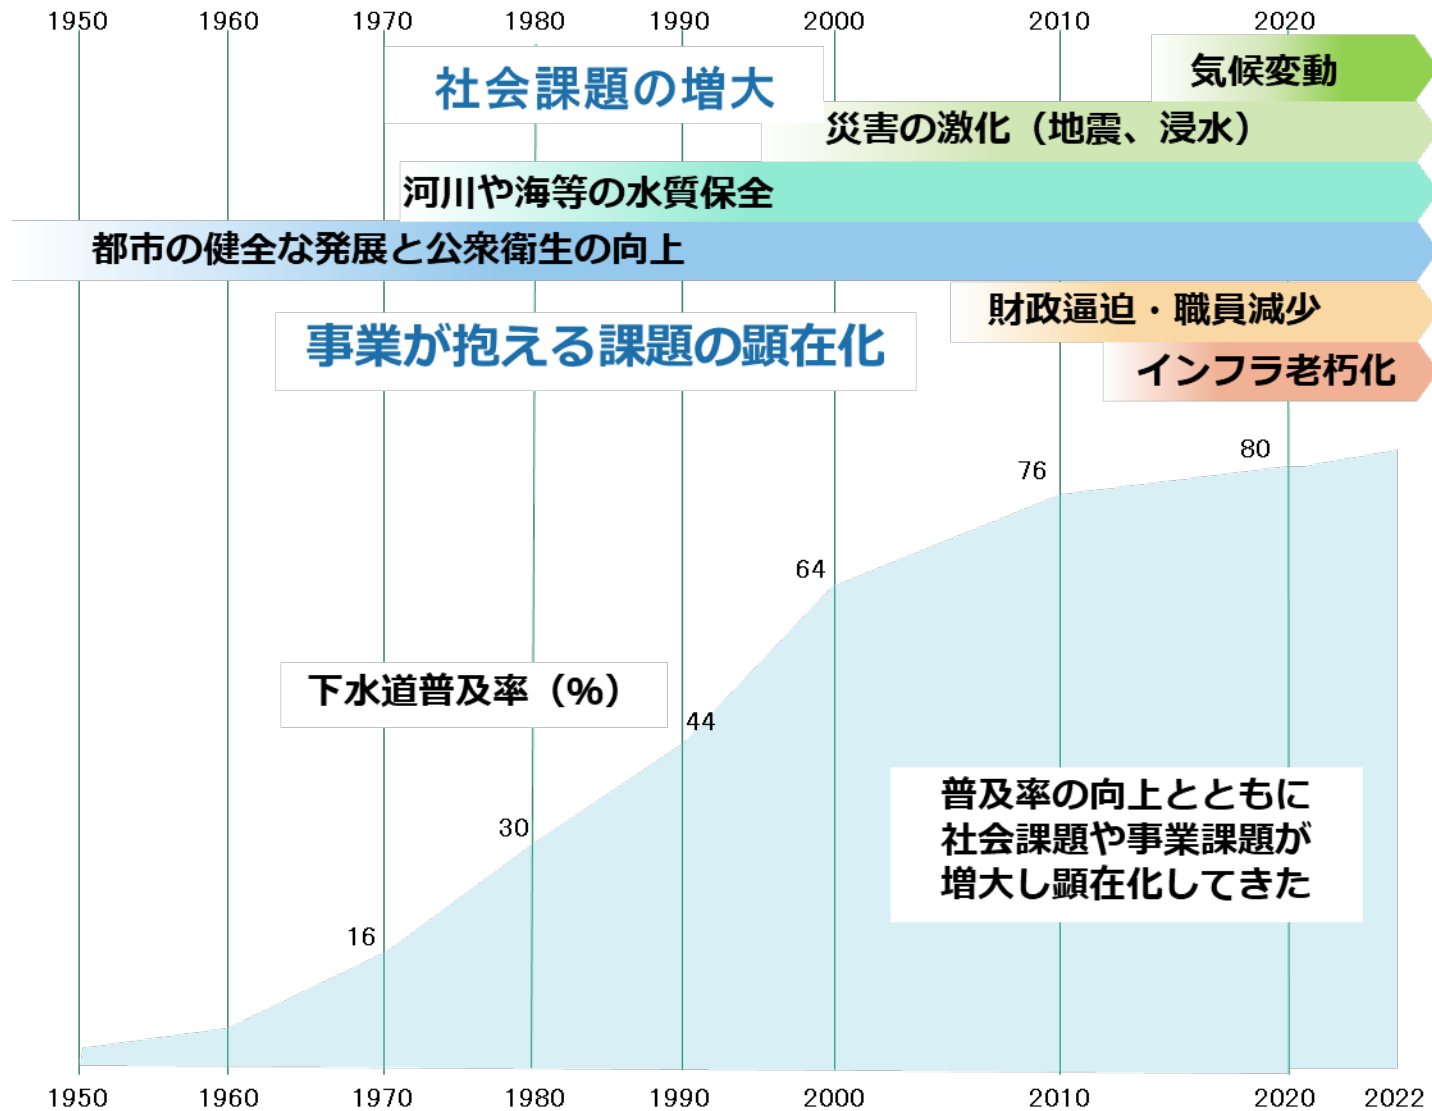 1950 1960 1970 1980 1990 2000 2010 2020
社会課題の増大
気候変動
災害の激化（地震、浸水）
河川や海等の水質保全
都市の健全な発展と公衆衛生の向上
財政逼迫・職員減少
事業が抱える課題の顕在化
インフラ老朽化
80
76
64
下水道普及率（%）
44
普及率の向上とともに
社会課題や事業課題が
増大し顕在化してきた
30
16
1950 1960 1970 1980 1990 2000 2010 2020 2022